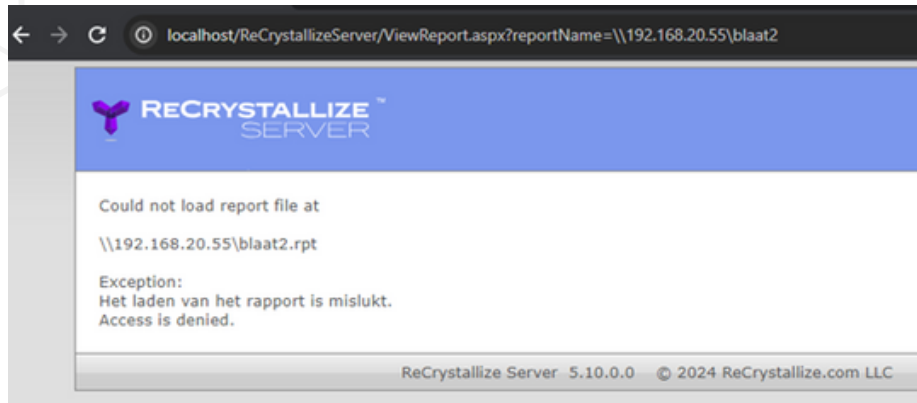 localhost/ReCrystallizeServer/ViewReport.aspx?reportName=\\192.168.20.55\blaat2
RECRYSTALLIZE™
SERVER
Could not load report file at
\\192.168.20.55\blaat2.rpt
Exception:
Het laden van het rapport is mislukt.
Access is denied.
ReCrystallize Server 5.10.0.0 © 2024 ReCrystallize.com LLC